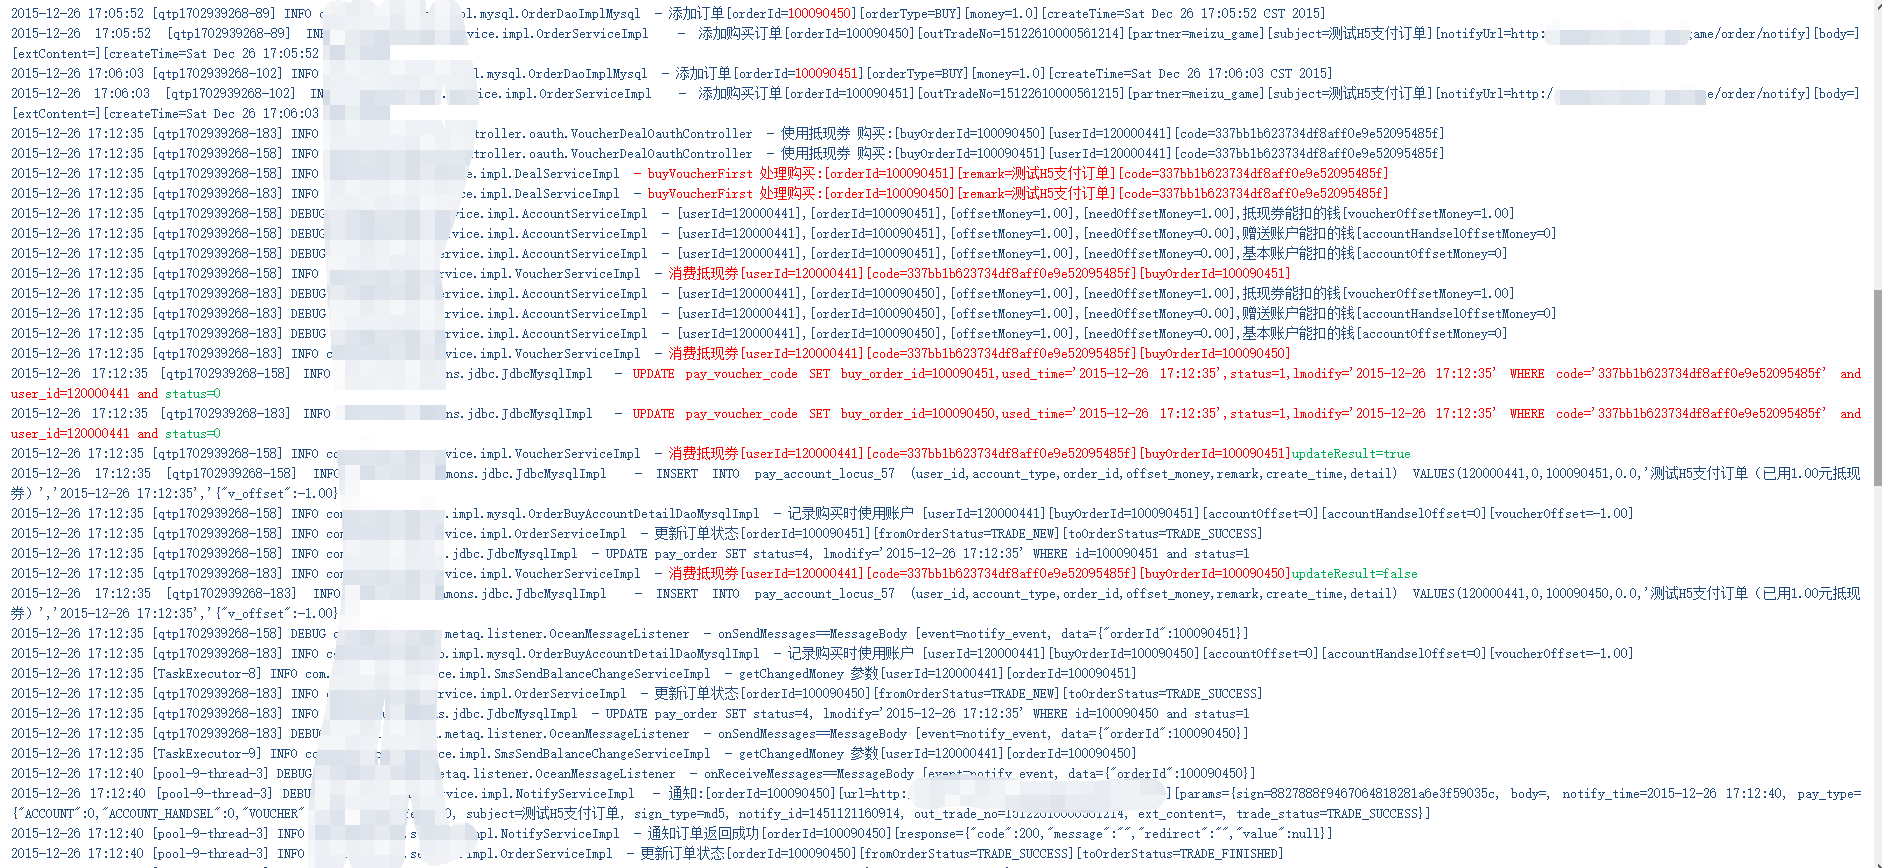 2015-12-26 17:05:52 [qtp1702939268-89] INFO c pl.mysql.OrderDaoImplMysql - 添加订单[orderId=100090450][orderType=BUY][money=1.0][createTime=Sat Dec 26 17:05:52 CST 2015]
2015-12-26 17:05:52 [qtp1702939268-89] INF service.impl.OrderServiceImpl - 添加购买订单[orderId=100090450][outTradeNo=15122610000561214][partner=meizu_game][subject=测试H5支付订单][notifyUrl=http: game/order/notify][body=]
[extContent=][createTime=Sat Dec 26 17:05:52
2015-12-26 17:06:03 [qtp1702939268-102] INFO l.mysql.OrderDaoImplMysql - 添加订单[orderId=100090451][orderType=BUY][money=1.0][createTime=Sat Dec 26 17:06:03 CST 2015]
2015-12-26 17:06:03 [qtp1702939268-102] IN ice.impl.OrderServiceImpl - 添加购买订单[orderId=100090451][outTradeNo=15122610000561215][partner=meizu_game][subject=测试H5支付订单][notifyUrl=http:/ e/order/notify][body=]
[extContent=][createTime=Sat Dec 26 17:06:03
2015-12-26 17:12:35 [qtp1702939268-183] INFO troller.oauth.VoucherDealOauthController - 使用抵现券 购买:[buyOrderId=100090450][userId=120000441][code=337bb1b623734df8aff0e9e52095485f]
2015-12-26 17:12:35 [qtp1702939268-158] INFO troller.oauth.VoucherDealOauthController - 使用抵现券 购买:[buyOrderId=100090451][userId=120000441][code=337bb1b623734df8aff0e9e52095485f]
2015-12-26 17:12:35 [qtp1702939268-158] INFO e.impl.DealServiceImpl - buyVoucherFirst 处理购买:[orderId=100090451][remark=测试H5支付订单][code=337bb1b623734df8aff0e9e52095485f]
2015-12-26 17:12:35 [qtp1702939268-183] INFO e.impl.DealServiceImpl - buyVoucherFirst 处理购买:[orderId=100090450][remark=测试H5支付订单][code=337bb1b623734df8aff0e9e52095485f]
2015-12-26 17:12:35 [qtp1702939268-158] DEBUG vice.impl.AccountServiceImpl - [userId=120000441],[orderId=100090451],[offsetMoney=1.00],[needOffsetMoney=1.00],抵现券能扣的钱[voucherOffsetMoney=1.00]
2015-12-26 17:12:35 [qtp1702939268-158] DEBUG vice.impl.AccountServiceImpl - [userId=120000441],[orderId=100090451],[offsetMoney=1.00],[needOffsetMoney=0.00],赠送账户能扣的钱[accountHandselOffsetMoney=0]
2015-12-26 17:12:35 [qtp1702939268-158] DEBUG vice.impl.AccountServiceImpl - [userId=120000441],[orderId=100090451],[offsetMoney=1.00],[needOffsetMoney=0.00],基本账户能扣的钱[accountOffsetMoney=0]
2015-12-26 17:12:35 [qtp1702939268-158] INFO rvice.impl.VoucherServiceImpl - 消费抵现券[userId=120000441][code=337bb1b623734df8aff0e9e52095485f][buyOrderId=100090451]
2015-12-26 17:12:35 [qtp1702939268-183] DEBUG vice.impl.AccountServiceImpl - [userId=120000441],[orderId=100090450],[offsetMoney=1.00],[needOffsetMoney=1.00],抵现券能扣的钱[voucherOffsetMoney=1.00]
2015-12-26 17:12:35 [qtp1702939268-183] DEBUG vice.impl.AccountServiceImpl - [userId=120000441],[orderId=100090450],[offsetMoney=1.00],[needOffsetMoney=0.00],赠送账户能扣的钱[accountHandselOffsetMoney=0]
2015-12-26 17:12:35 [qtp1702939268-183] DEBUG vice.impl.AccountServiceImpl - [userId=120000441],[orderId=100090450],[offsetMoney=1.00],[needOffsetMoney=0.00],基本账户能扣的钱[accountOffsetMoney=0]
2015-12-26 17:12:35 [qtp1702939268-183] INFO c vice.impl.VoucherServiceImpl - 消费抵现券[userId=120000441][code=337bb1b623734df8aff0e9e52095485f][buyOrderId=100090450]
2015-12-26 17:12:35 [qtp1702939268-158] INFO ns.jdbc.JdbcMysqlImpl - UPDATE pay_voucher_code SET buy_order_id=100090451,used_time='2015-12-26 17:12:35',status=1,lmodify='2015-12-26 17:12:35' WHERE code='337bb1b623734df8aff0e9e52095485f' and
user_id=120000441 and status=0
2015-12-26 17:12:35 [qtp1702939268-183] INFO ns.jdbc.JdbcMysqlImpl - UPDATE pay_voucher_code SET buy_order_id=100090450,used_time='2015-12-26 17:12:35',status=1,lmodify='2015-12-26 17:12:35' WHERE code='337bb1b623734df8aff0e9e52095485f' and
user_id=120000441 and status=0
2015-12-26 17:12:35 [qtp1702939268-158] INFO co vice.impl.VoucherServiceImpl - 消费抵现券[userId=120000441][code=337bb1b623734df8aff0e9e52095485f][buyOrderId=100090451]updateResult=true
2015-12-26 17:12:35 [qtp1702939268-158] INFO mons.jdbc.JdbcMysqlImpl - INSERT INTO pay_account_locus_57 (user_id,account_type,order_id,offset_money,remark,create_time,detail) VALUES(120000441,0,100090451,0.0,'测试H5支付订单（已用1.00元抵现
券）','2015-12-26 17:12:35','{"v_offset":-1.00}
2015-12-26 17:12:35 [qtp1702939268-158] INFO con impl.mysql.OrderBuyAccountDetailDaoMysqlImpl - 记录购买时使用账户 [userId=120000441][buyOrderId=100090451][accountOffset=0][accountHandselOffset=0][voucherOffset=-1.00]
2015-12-26 17:12:35 [qtp1702939268-158] INFO con vice.impl.OrderServiceImpl - 更新订单状态[orderId=100090451][fromOrderStatus=TRADE_NEW][toOrderStatus=TRADE_SUCCESS]
2015-12-26 17:12:35 [qtp1702939268-158] INFO con .jdbc.JdbcMysqlImpl - UPDATE pay_order SET status=4, lmodify='2015-12-26 17:12:35' WHERE id=100090451 and status=1
2015-12-26 17:12:35 [qtp1702939268-183] INFO con vice.impl.VoucherServiceImpl - 消费抵现券[userId=120000441][code=337bb1b623734df8aff0e9e52095485f][buyOrderId=100090450]updateResult=false
2015-12-26 17:12:35 [qtp1702939268-183] INFO mons.jdbc.JdbcMysqlImpl - INSERT INTO pay_account_locus_57 (user_id,account_type,order_id,offset_money,remark,create_time,detail) VALUES(120000441,0,100090450,0.0,'测试H5支付订单（已用1.00元抵现
券）','2015-12-26 17:12:35','{"v_offset":-1.00}
2015-12-26 17:12:35 [qtp1702939268-158] DEBUG metaq.listener.OceanMessageListener - onSendMessages==MessageBody [event=notify_event, data={"orderId":100090451}]
2015-12-26 17:12:35 [qtp1702939268-183] INFO c impl.mysql.OrderBuyAccountDetailDaoMysqlImpl - 记录购买时使用账户 [userId=120000441][buyOrderId=100090450][accountOffset=0][accountHandselOffset=0][voucherOffset=-1.00]
2015-12-26 17:12:35 [TaskExecutor-8] INFO com. e.impl.SmsSendBalanceChangeServiceImpl - getChangedMoney 参数[userId=120000441][orderId=100090451]
2015-12-26 17:12:35 [qtp1702939268-183] INFO vice.impl.OrderServiceImpl - 更新订单状态[orderId=100090450][fromOrderStatus=TRADE_NEW][toOrderStatus=TRADE_SUCCESS]
2015-12-26 17:12:35 [qtp1702939268-183] INFO ns.jdbc.JdbcMysqlImpl - UPDATE pay_order SET status=4, lmodify='2015-12-26 17:12:35' WHERE id=100090450 and status=1
2015-12-26 17:12:35 [qtp1702939268-183] DEBUG .metaq.listener.OceanMessageListener - onSendMessages==MessageBody [event=notify_event, data={"orderId":100090450}]
2015-12-26 17:12:35 [TaskExecutor-9] INFO co ce.impl.SmsSendBalanceChangeServiceImpl - getChangedMoney 参数[userId=120000441][orderId=100090450]
2015-12-26 17:12:40 [pool-9-thread-3] DEBUG etaq.listener.OceanMessageListener - onReceiveMessages==MessageBody [event=notify_event, data={"orderId":100090450}]
2015-12-26 17:12:40 [pool-9-thread-3] DEBU impl.NotifyServiceImpl - 通知:[orderId=100090450][url=http: ][params={sign=8827888f9467064818281a6e3f59035c, body=, notify_time=2015-12-26 17:12:40, pay_type=
{"ACCOUNT":0,"ACCOUNT_HANDSEL":0,"VOUCHER" 0, subject=测试H5支付订单, sign_type=md5, notify_id=1451121160914, out_trade_no=15122610000561214, ext_content=, trade_status=TRADE_SUCCESS}]
2015-12-26 17:12:40 [pool-9-thread-3] INFO mpl.NotifyServiceImpl - 通知订单返回成功[orderId=100090450][response={"code":200,"message":"","redirect":"","value":null}]
2015-12-26 17:12:40 [pool-9-thread-3] INFO impl.OrderServiceImpl - 更新订单状态[orderId=100090450][fromOrderStatus=TRADE_SUCCESS][toOrderStatus=TRADE_FINISHED]